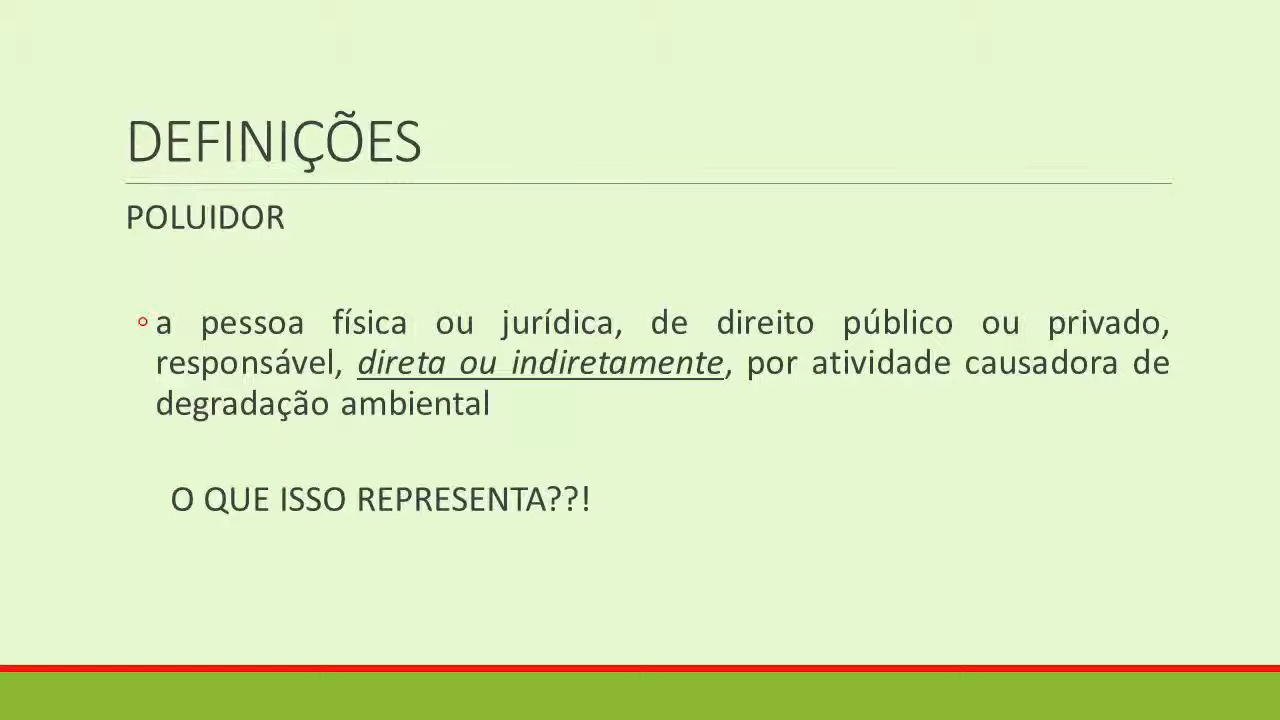 DEFINIÇÕES
POLUIDOR
◦ a pessoa física ou jurídica, de direito público ou privado,
responsável, direta ou indiretamente, por atividade causadora de
degradação ambiental
O QUE ISSO REPRESENTA??!